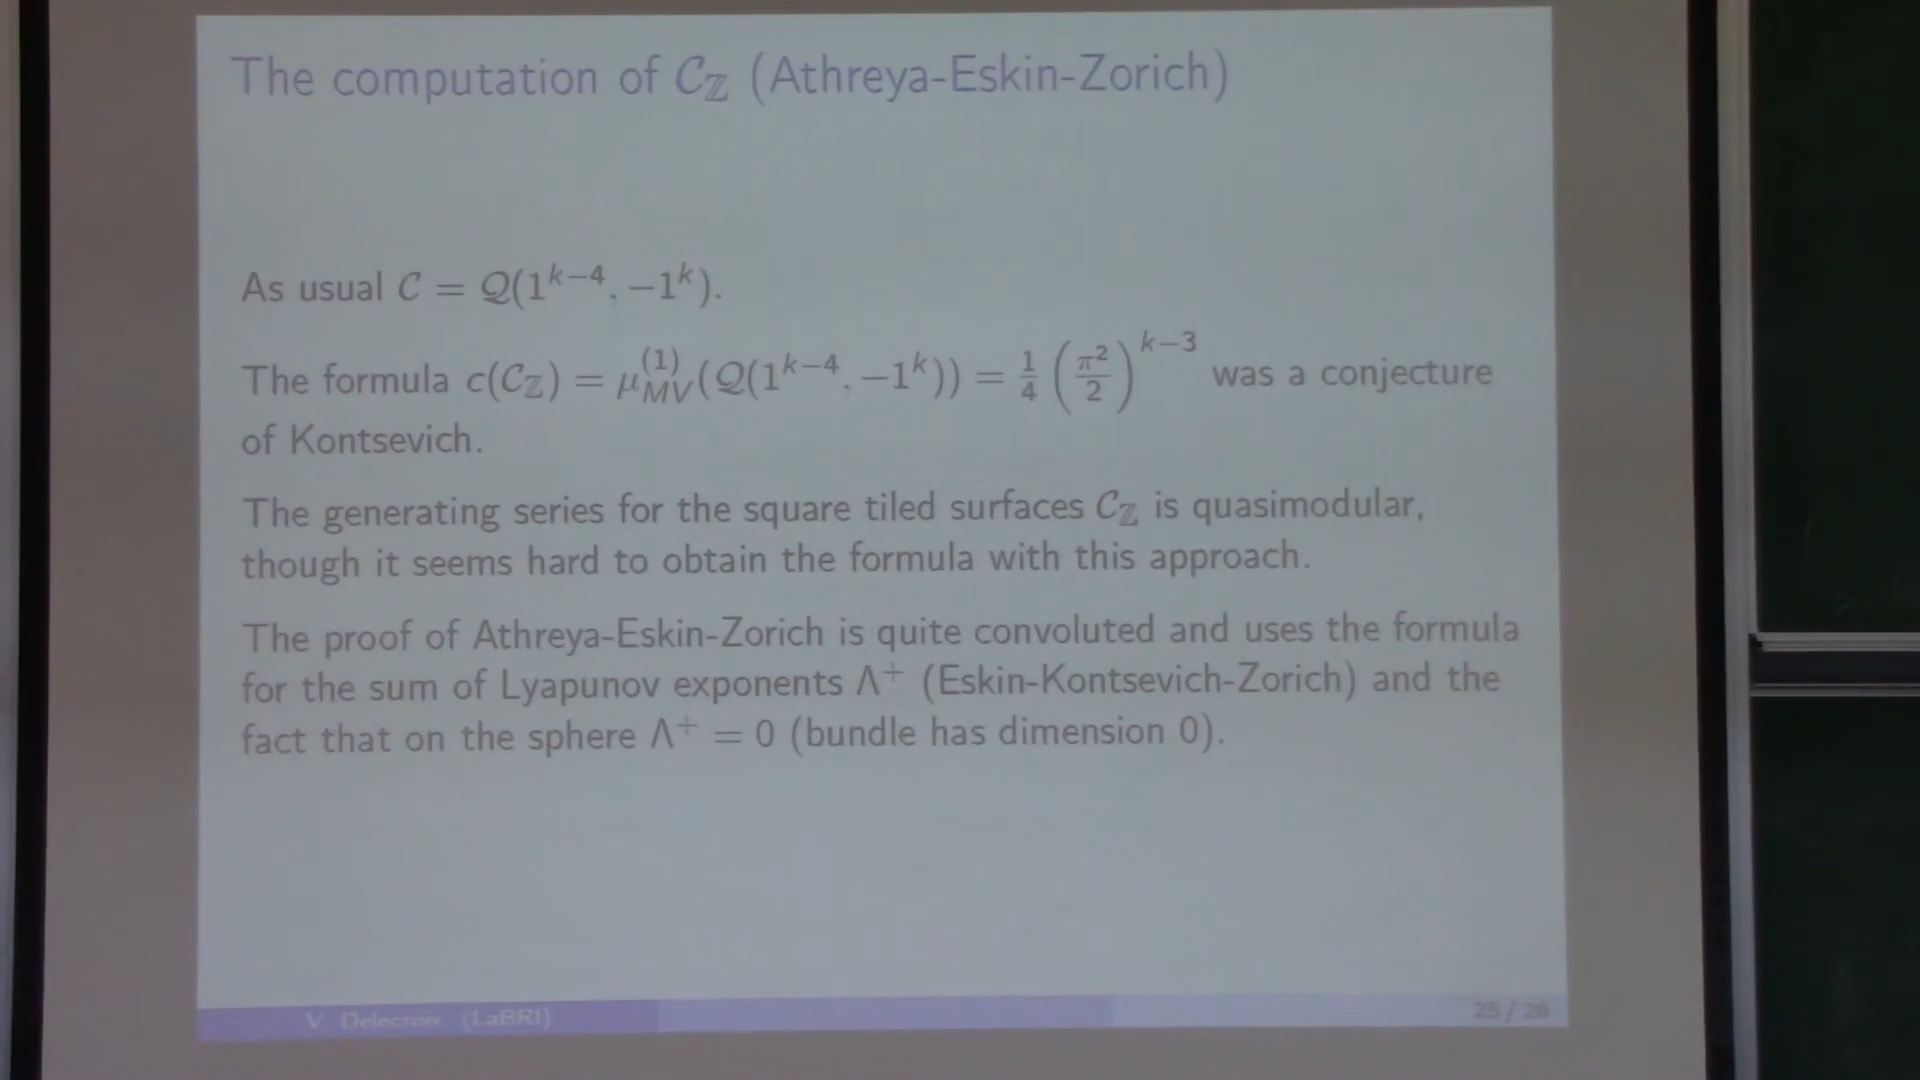 The computation of 𝒞_ℤ (Athreya-Eskin-Zorich)
As usual 𝒞 = 𝒬(1^{k−4}, −1^k).
The formula c(𝒞_ℤ) = μ_{MV}^{(1)}(𝒬(1^{k−4}, −1^k)) = 1/4 (π²/2)^{k−3} was a conjecture
of Kontsevich.
The generating series for the square tiled surfaces 𝒞_ℤ is quasimodular,
though it seems hard to obtain the formula with this approach.
The proof of Athreya-Eskin-Zorich is quite convoluted and uses the formula
for the sum of Lyapunov exponents Λ⁺ (Eskin-Kontsevich-Zorich) and the
fact that on the sphere Λ⁺ = 0 (bundle has dimension 0).
V Delecroix (LaBRI) 25 / 26